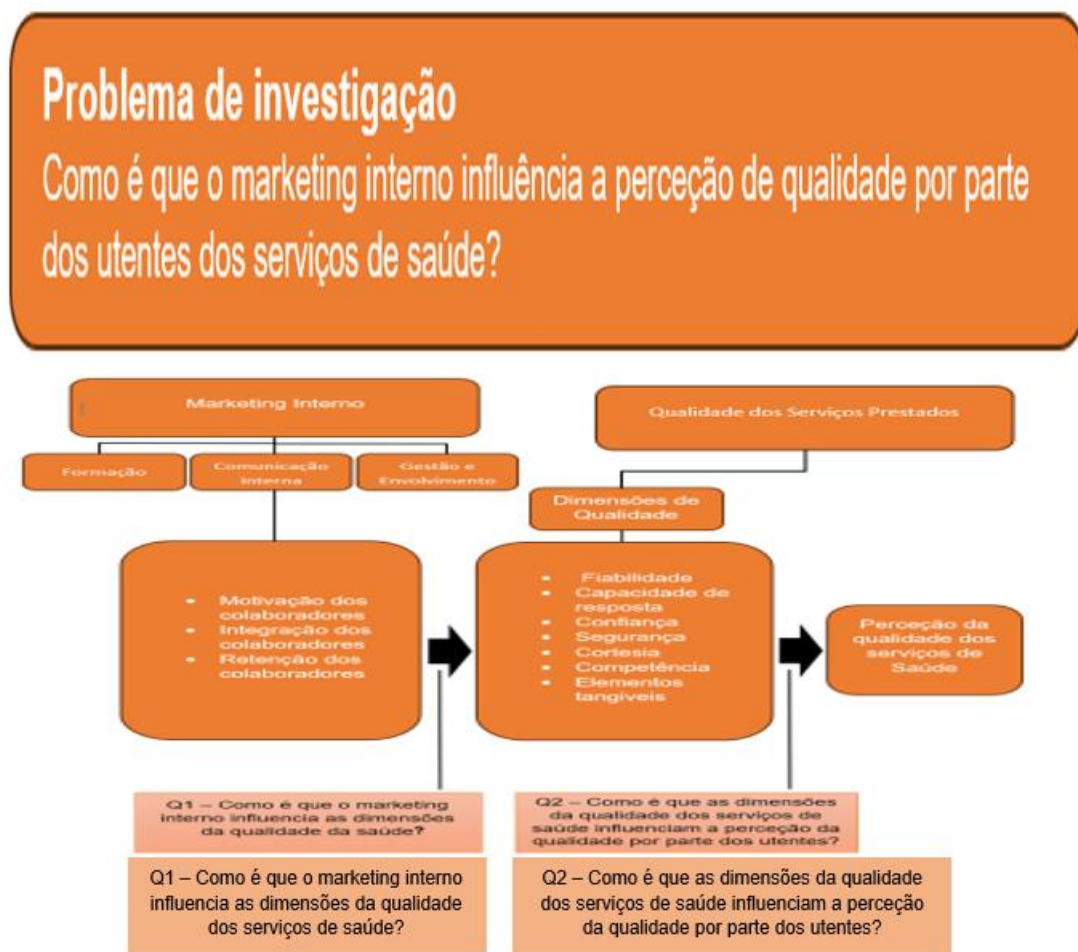 Problema de investigação
Como é que o marketing interno influência a perceção de qualidade por parte
dos utentes dos serviços de saúde?
Marketing Interno
Qualidade dos Serviços Prestados
Formação
Comunicação
interna
Gestão e
Envolvimento
Dimensões de
Qualidade
• Motivação dos
colaboradores
• Integração dos
colaboradores
• Retenção dos
colaboradores
• Fiabilidade
• Capacidade de
resposta
• Confiança
• Segurança
• Cortesia
• Competência
• Elementos
tangíveis
Perceção da
qualidade dos
serviços de
Saúde
Q1 – Como é que o marketing
interno influencia as dimensões
da qualidade da saúde?
Q2 – Como é que as dimensões
da qualidade dos serviços de
saúde influenciam a perceção da
qualidade por parte dos utentes?
Q1 – Como é que o marketing interno
influencia as dimensões da qualidade
dos serviços de saúde?
Q2 – Como é que as dimensões da qualidade
dos serviços de saúde influenciam a perceção
da qualidade por parte dos utentes?